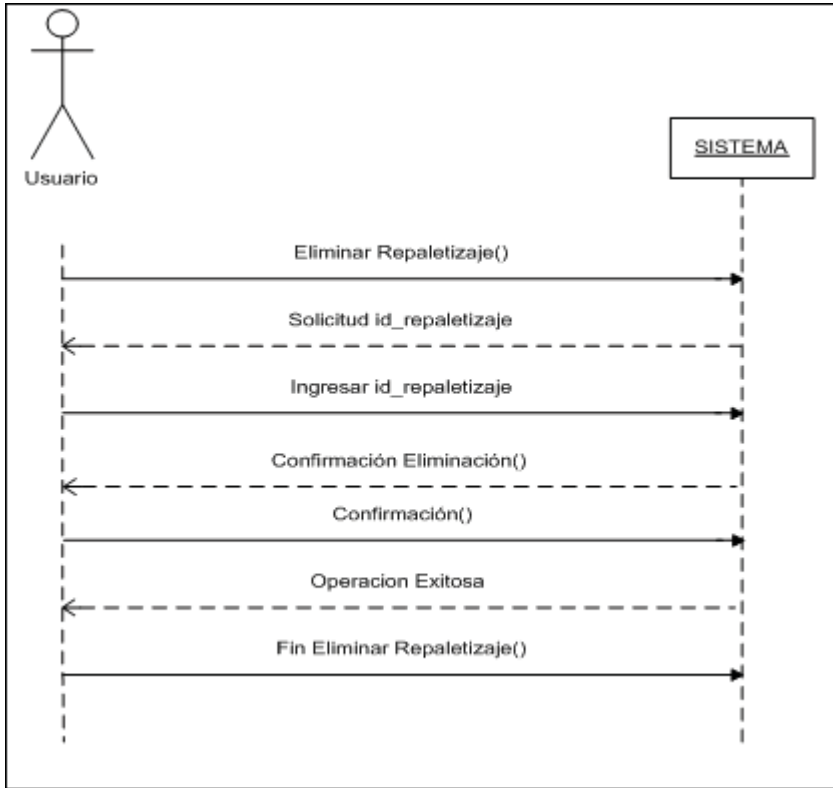 Usuario
SISTEMA
Eliminar Repaletizaje()
Solicitud id_repaletizaje
Ingresar id_repaletizaje
Confirmación Eliminación()
Confirmación()
Operacion Exitosa
Fin Eliminar Repaletizaje()